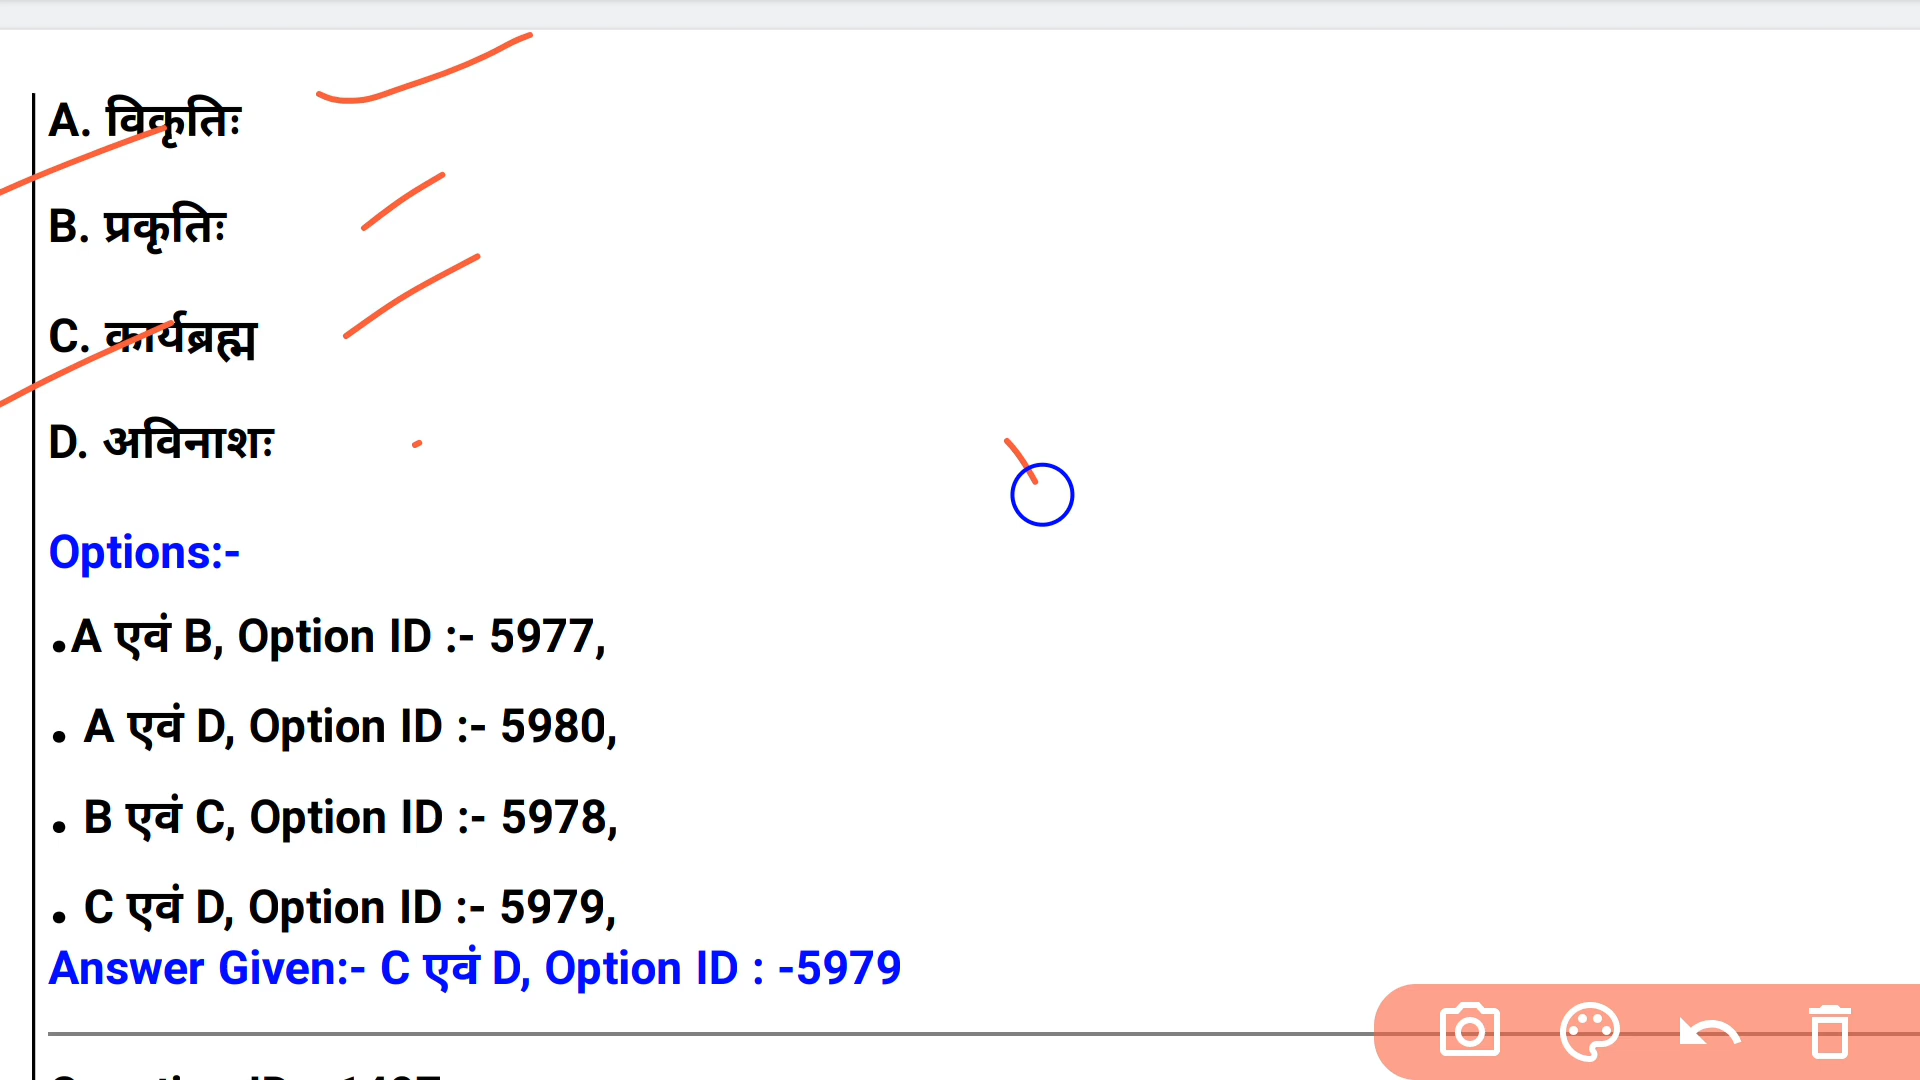 A. विकृतिः
B. प्रकृतिः
C. कार्यब्रह्म
D. अविनाशः
Options:-
•A एवं B, Option ID :- 5977,
• A एवं D, Option ID :- 5980,
• B एवं C, Option ID :- 5978,
• C एवं D, Option ID :- 5979,
Answer Given:- C एवं D, Option ID : -5979